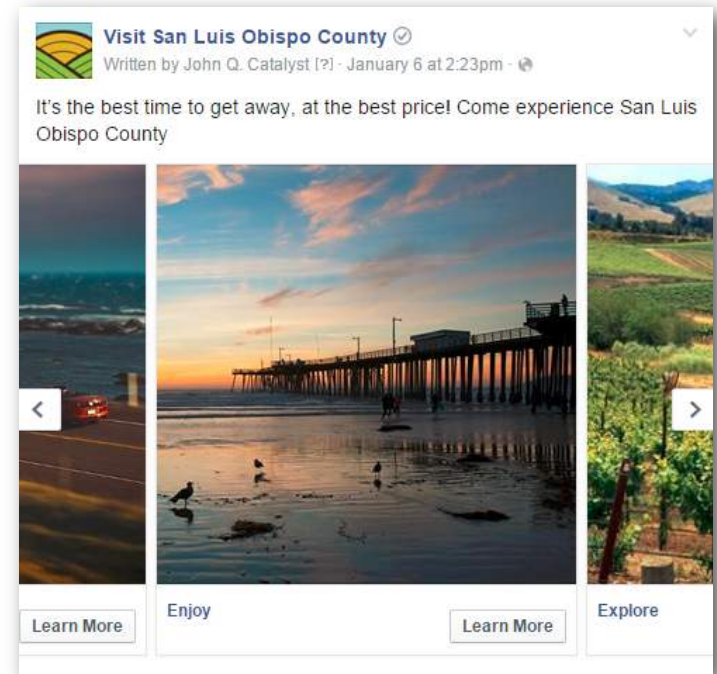 Visit San Luis Obispo County
Written by John Q. Catalyst [?] · January 6 at 2:23pm ·
It's the best time to get away, at the best price! Come experience San Luis
Obispo County
Learn More
Enjoy
Learn More
Explore